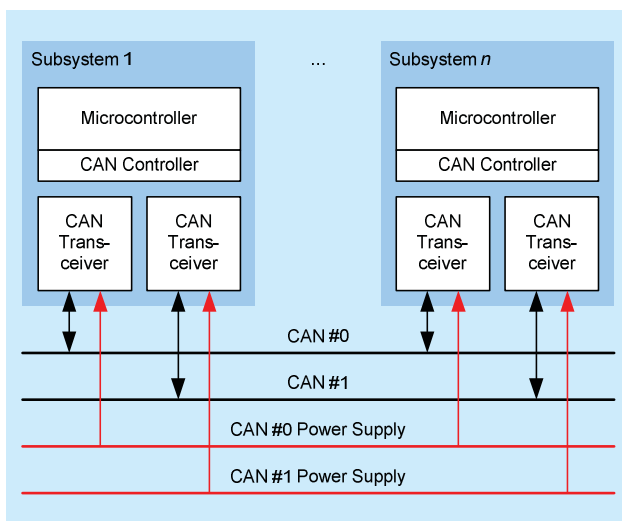 Subsystem 1
...
Subsystem n
Microcontroller
CAN Controller
CAN
Trans-
ceiver
CAN
Trans-
ceiver
Microcontroller
CAN Controller
CAN
Trans-
ceiver
CAN
Trans-
ceiver
CAN #0
CAN #1
CAN #0 Power Supply
CAN #1 Power Supply